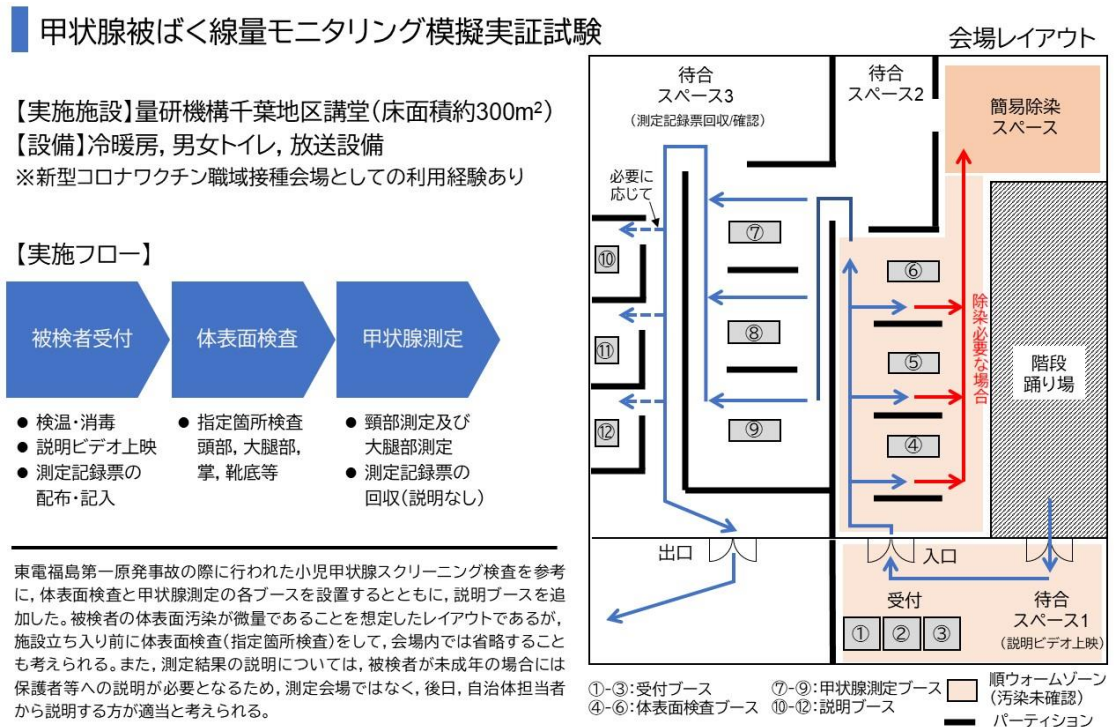 甲状腺被ばく線量モニタリング模擬実証試験
【実施施設】量研機構千葉地区講堂(床面積約300m²)
【設備】冷暖房, 男女トイレ, 放送設備
※新型コロナワクチン職域接種会場としての利用経験あり
【実施フロー】
被検者受付
体表面検査
甲状腺測定
● 検温・消毒
● 説明ビデオ上映
● 測定記録票の
配布・記入
● 指定箇所検査
頭部, 大腿部,
掌, 靴底等
● 頸部測定及び
大腿部測定
● 測定記録票の
回収(説明なし)
東電福島第一原発事故の際に行われた小児甲状腺スクリーニング検査を参考
に, 体表面検査と甲状腺測定の各ブースを設置するとともに, 説明ブースを追
加した。被検者の体表面汚染が微量であることを想定したレイアウトであるが,
施設立ち入り前に体表面検査(指定箇所検査)をして, 会場内では省略すること
も考えられる。また, 測定結果の説明については, 被検者が未成年の場合には
保護者等への説明が必要となるため, 測定会場ではなく, 後日, 自治体担当者
から説明する方が適当と考えられる。
会場レイアウト
待合
スペース3
(測定記録票回収/確認)
待合
スペース2
簡易除染
スペース
必要に
応じて
⑦
⑩
⑥
⑧
⑪
⑤
除染必要な場合
階段
踊り場
⑨
⑫
④
出口
入口
受付
① ② ③
待合
スペース1
(説明ビデオ上映)
①-③:受付ブース
④-⑥:体表面検査ブース
⑦-⑨:甲状腺測定ブース
⑩-⑫:説明ブース
順ウォームゾーン
(汚染未確認)
パーティション